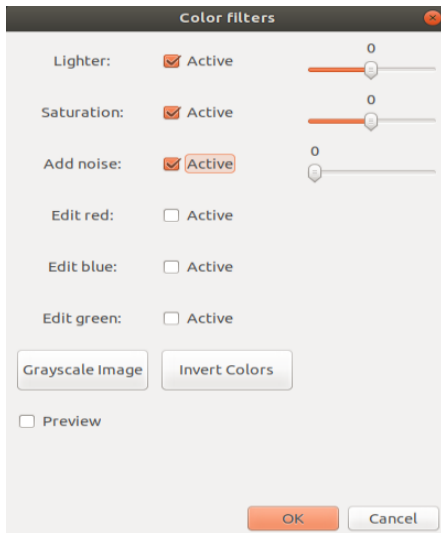 Color filters
Lighter: Active 0
Saturation: Active 0
Add noise: Active 0
Edit red: Active
Edit blue: Active
Edit green: Active
Grayscale Image Invert Colors
Preview
OK Cancel